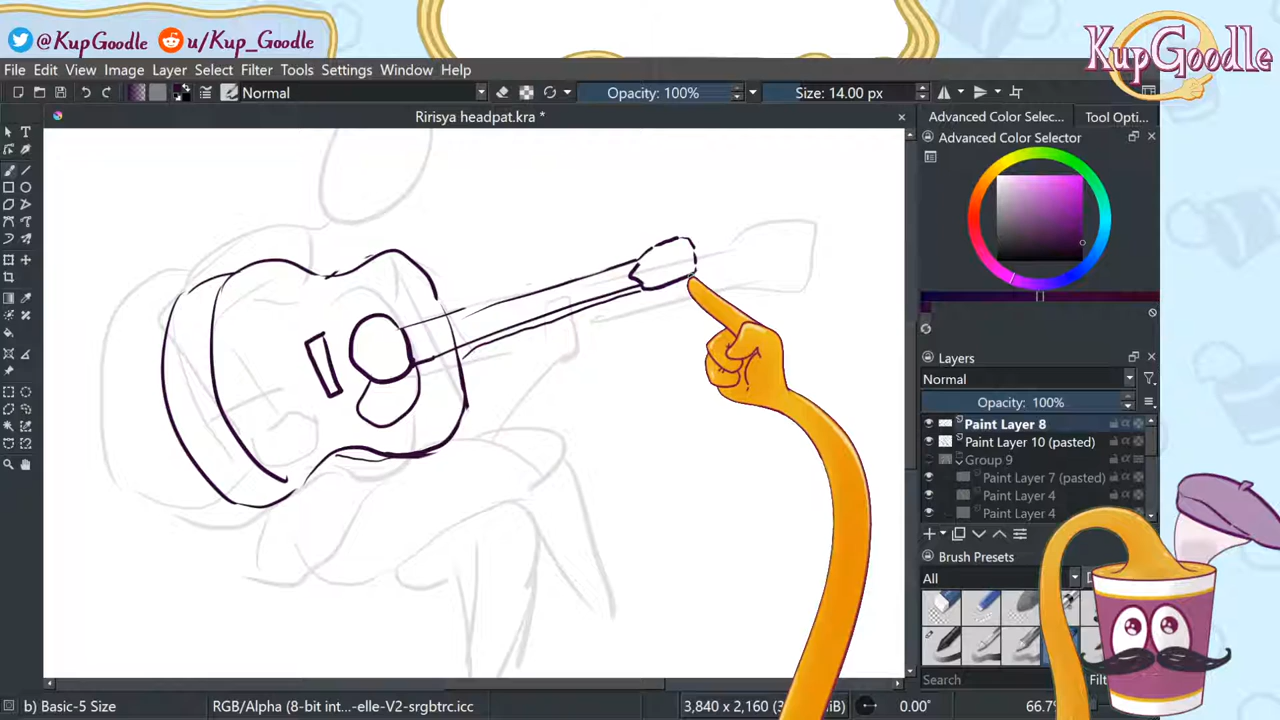 @KupGoodle u/Kup_Goodle
KupGoodle
File Edit View Image Layer Select Filter Tools Settings Window Help
Normal Opacity: 100% Size: 14.00 px
Ririsya headpat.kra *
Advanced Color Selec... Tool Opti...
Advanced Color Selector
Layers
Normal
Opacity: 100%
Paint Layer 8
Paint Layer 10 (pasted)
Group 9
Paint Layer 7 (pasted)
Paint Layer 4
Paint Layer 4
Brush Presets
All
Search
b) Basic-5 Size RGB/Alpha (8-bit int...-elle-V2-srgbtrc.icc 3,840 x 2,160 0.00° 66.7